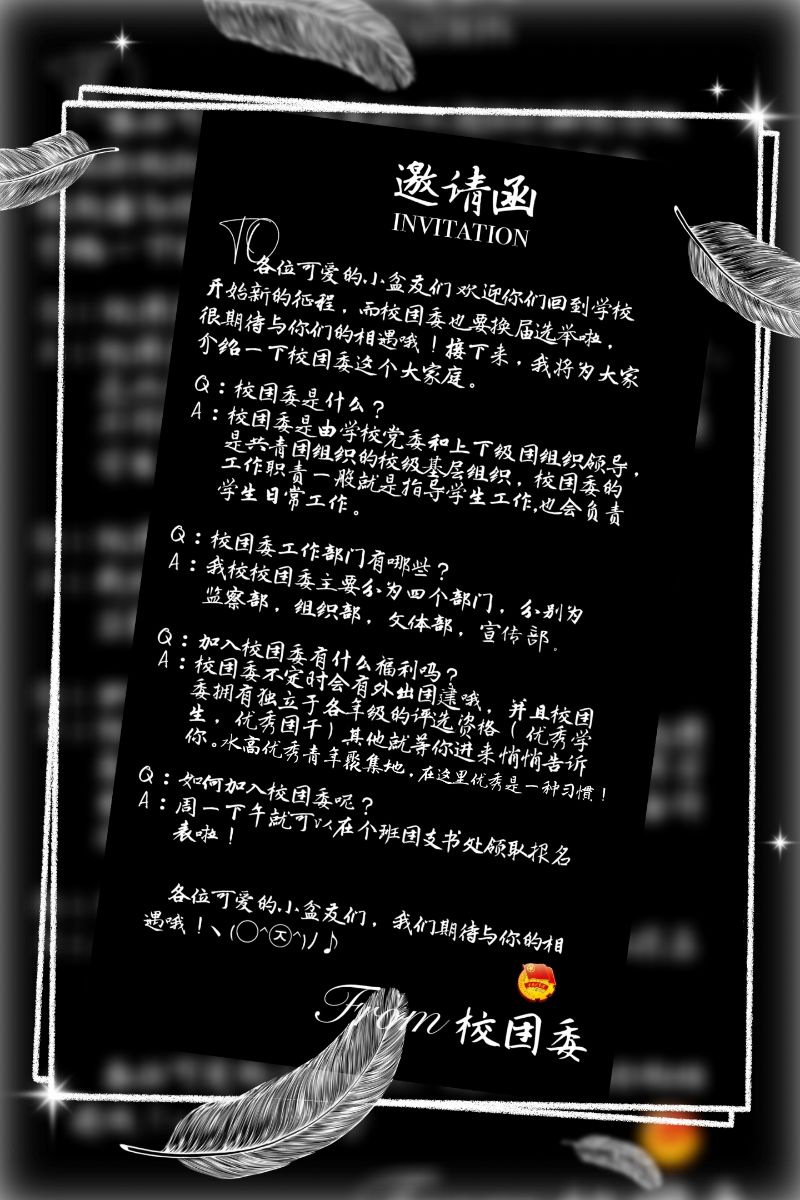 邀请函
INVITATION
TO
各位可爱的小盆友们 欢迎你们回到学校
开始新的征程，而校团委也要换届选举啦，
很期待与你们的相遇哦！接下来，我将为大家
介绍一下校团委这个大家庭。
Q：校团委是什么？
A：校团委是由学校党委和上下级团组织领导，
是共青团组织的校级基层组织，校团委的
工作职责一般就是指导学生工作,也会负责
学生日常工作。
Q：校团委工作部门有哪些？
A：我校校团委主要分为四个部门，分别为
监察部，组织部，文体部，宣传部。
Q：加入校团委有什么福利吗？
A：校团委不定时会有外出团建哦，并且校团
委拥有独立于各年级的评选资格（优秀学
生，优秀团干）其他就等你进来悄悄告诉
你。水高优秀青年聚集地,在这里优秀是一种习惯！
Q：如何加入校团委呢？
A：周一下午就可以在个班团支书处领取报名
表啦！
各位可爱的小盆友们，我们期待与你的相
遇哦！ヽ(○^㉨^)ﾉ♪
From 校团委